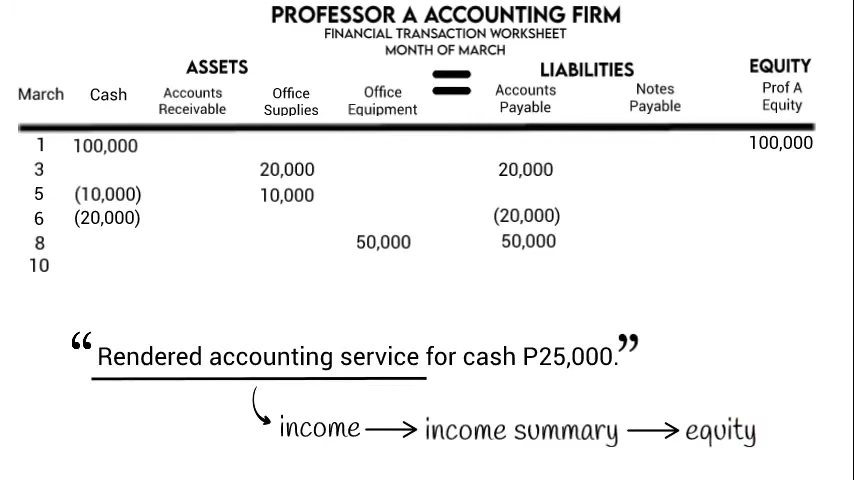 PROFESSOR A ACCOUNTING FIRM
FINANCIAL TRANSACTION WORKSHEET
MONTH OF MARCH
ASSETS = LIABILITIES EQUITY
March Cash Accounts Receivable Office Supplies Office Equipment Accounts Payable Notes Payable Prof A Equity
1 100,000 100,000
3 20,000 20,000
5 (10,000) 10,000
6 (20,000) (20,000)
8 50,000 50,000
10
“Rendered accounting service for cash P25,000.”
income → income summary → equity